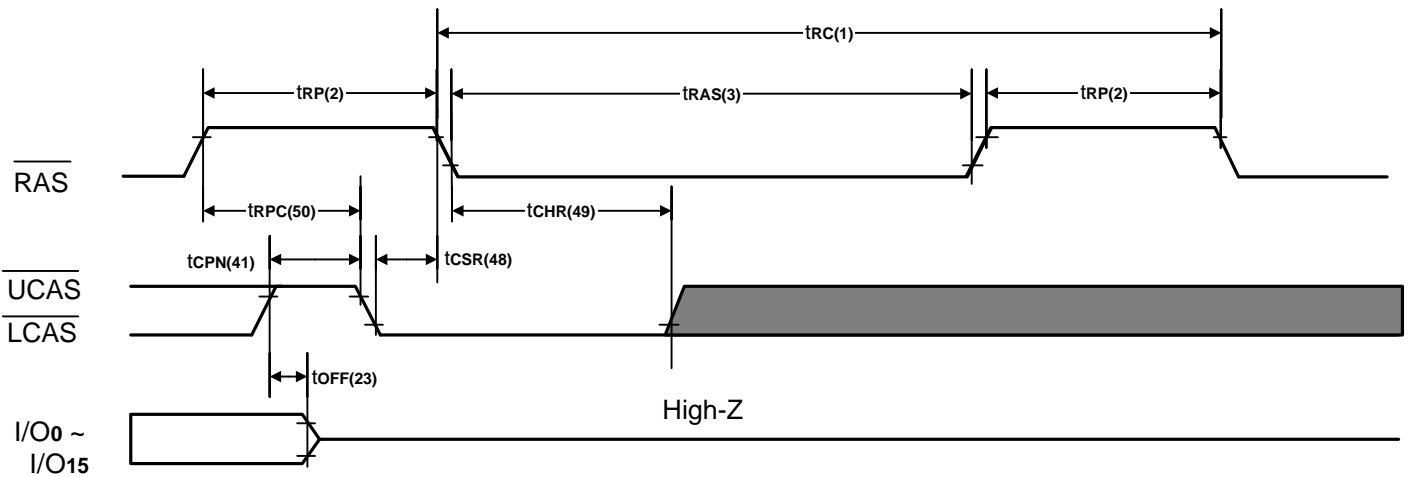 tRC(1)
tRP(2) tRAS(3) tRP(2)
RAS
tRPC(50) tCHR(49)
tCPN(41) tCSR(48)
UCAS
LCAS
tOFF(23)
High-Z
I/O0 ~
I/O15